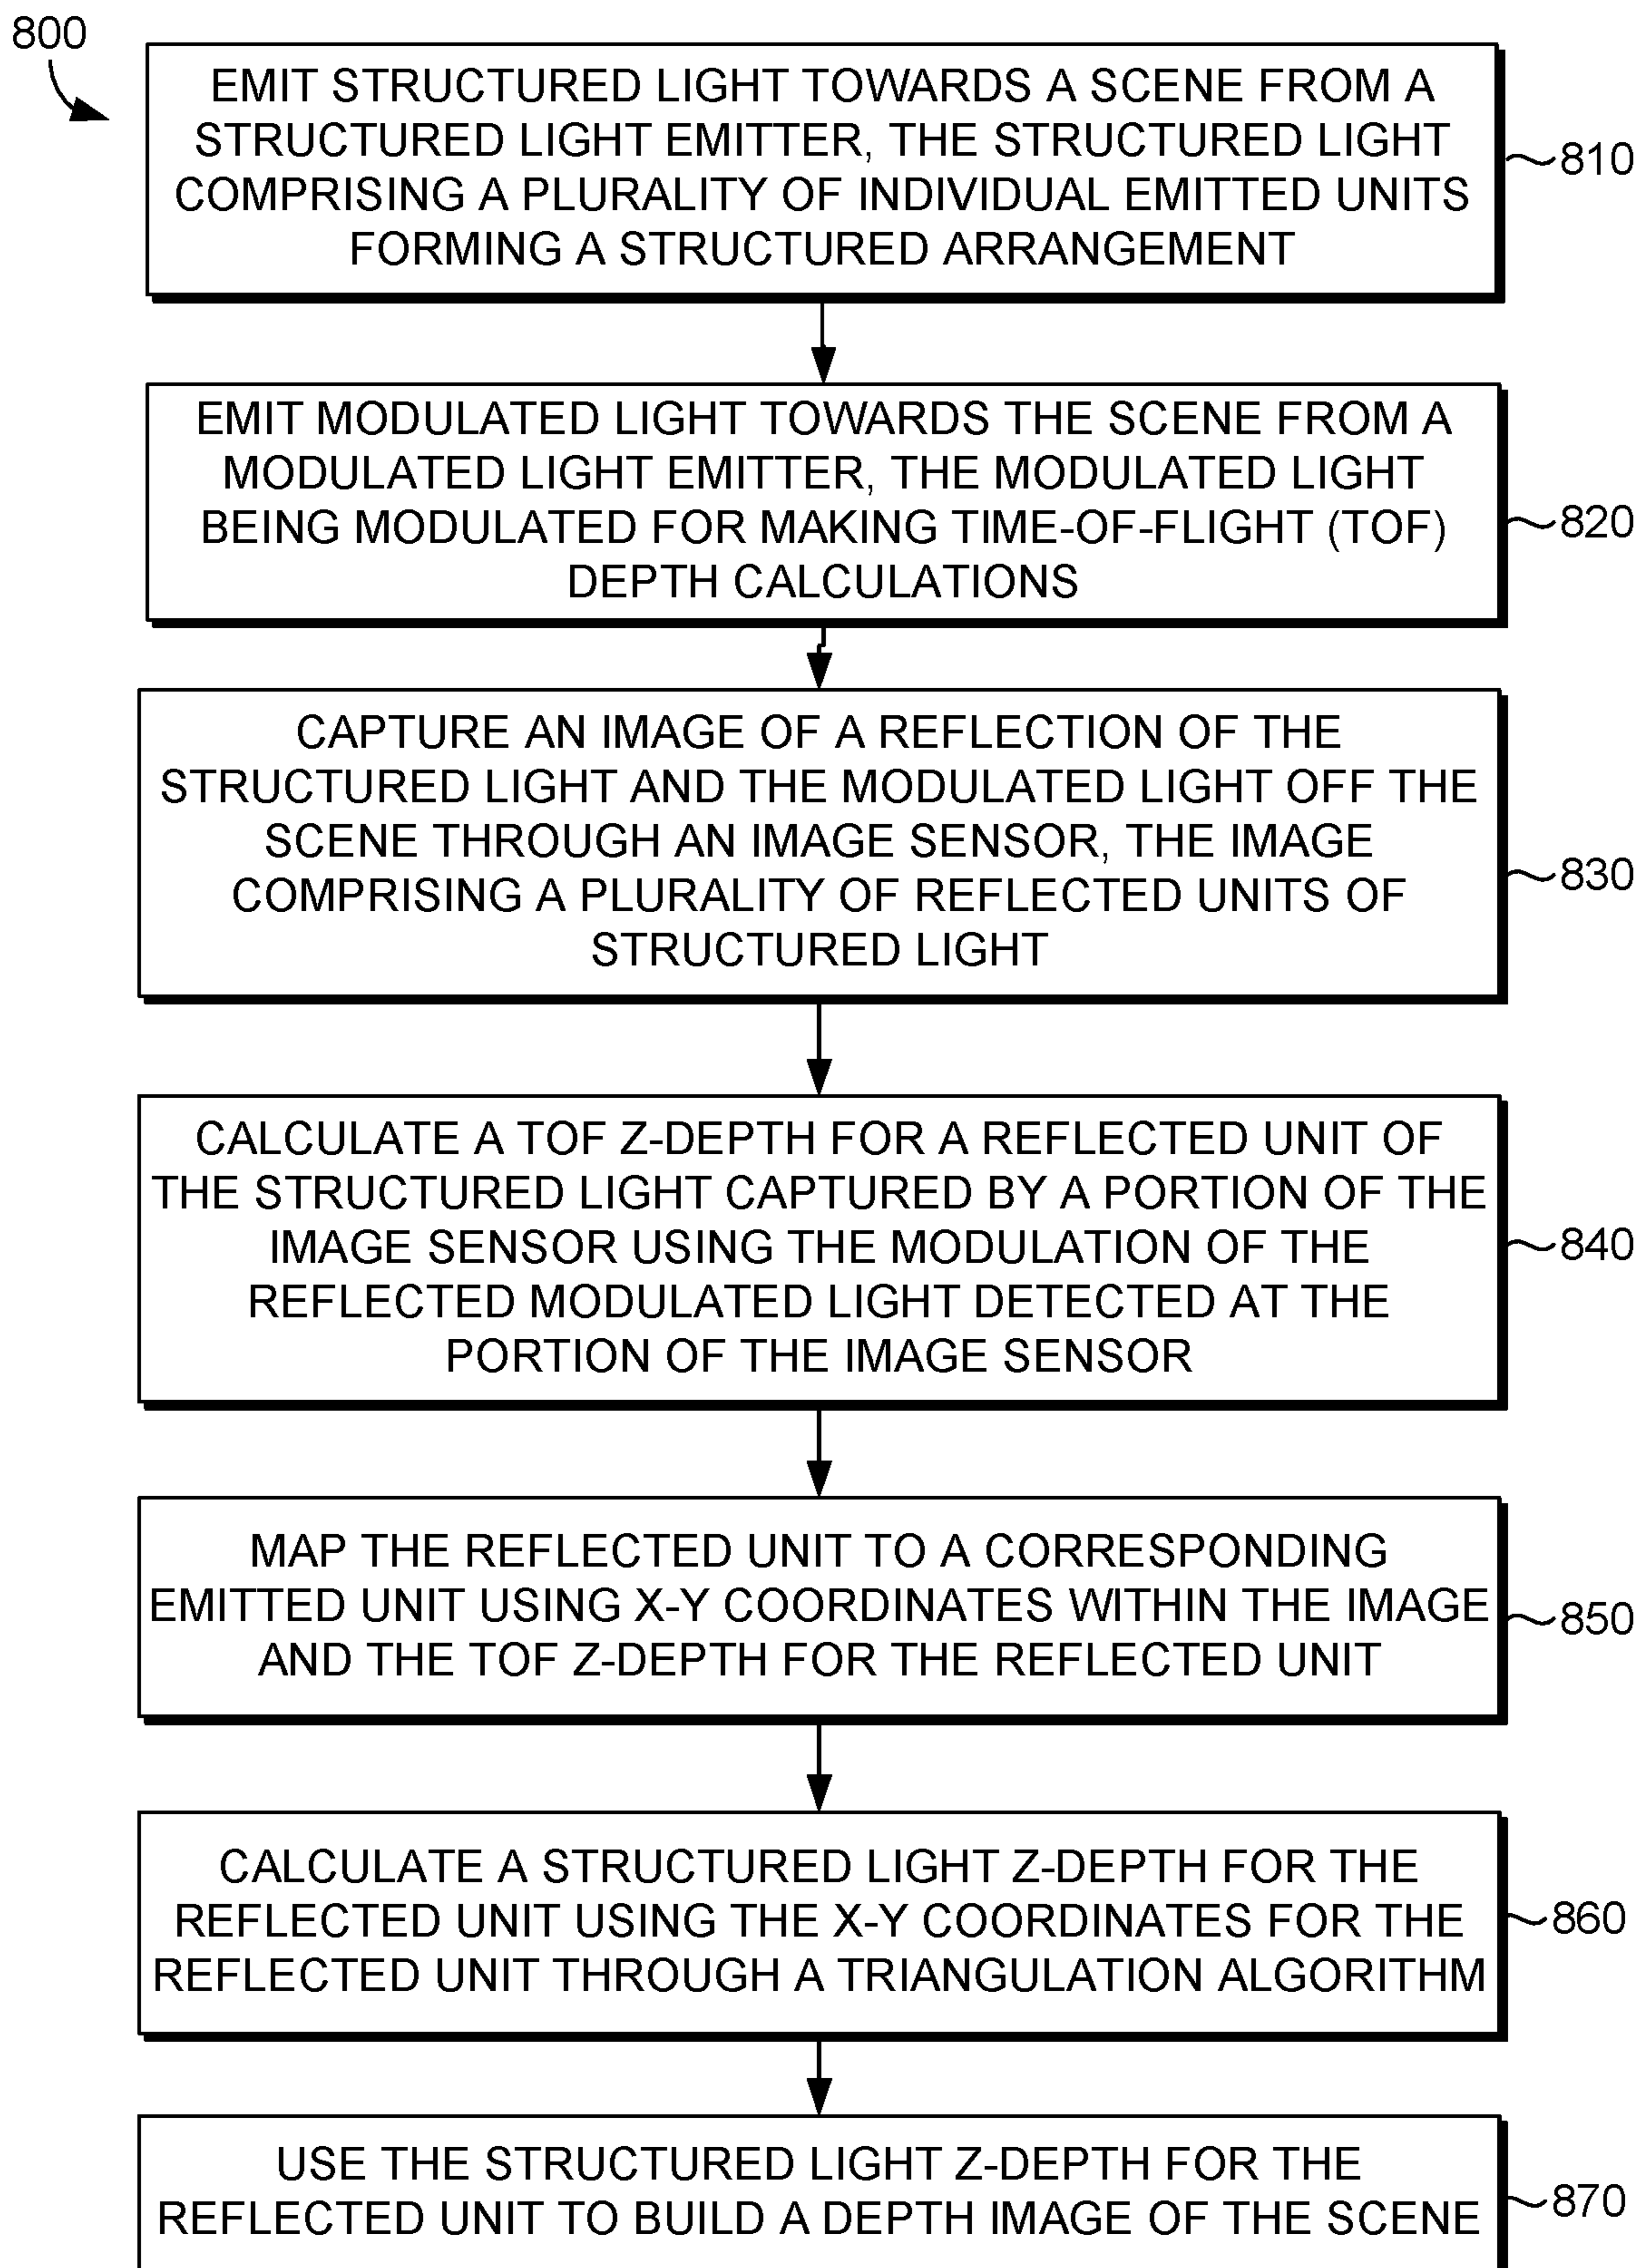 800
EMIT STRUCTURED LIGHT TOWARDS A SCENE FROM A
STRUCTURED LIGHT EMITTER, THE STRUCTURED LIGHT
COMPRISING A PLURALITY OF INDIVIDUAL EMITTED UNITS
FORMING A STRUCTURED ARRANGEMENT
810
EMIT MODULATED LIGHT TOWARDS THE SCENE FROM A
MODULATED LIGHT EMITTER, THE MODULATED LIGHT
BEING MODULATED FOR MAKING TIME-OF-FLIGHT (TOF)
DEPTH CALCULATIONS
820
CAPTURE AN IMAGE OF A REFLECTION OF THE
STRUCTURED LIGHT AND THE MODULATED LIGHT OFF THE
SCENE THROUGH AN IMAGE SENSOR, THE IMAGE
COMPRISING A PLURALITY OF REFLECTED UNITS OF
STRUCTURED LIGHT
830
CALCULATE A TOF Z-DEPTH FOR A REFLECTED UNIT OF
THE STRUCTURED LIGHT CAPTURED BY A PORTION OF THE
IMAGE SENSOR USING THE MODULATION OF THE
REFLECTED MODULATED LIGHT DETECTED AT THE
PORTION OF THE IMAGE SENSOR
840
MAP THE REFLECTED UNIT TO A CORRESPONDING
EMITTED UNIT USING X-Y COORDINATES WITHIN THE IMAGE
AND THE TOF Z-DEPTH FOR THE REFLECTED UNIT
850
CALCULATE A STRUCTURED LIGHT Z-DEPTH FOR THE
REFLECTED UNIT USING THE X-Y COORDINATES FOR THE
REFLECTED UNIT THROUGH A TRIANGULATION ALGORITHM
860
USE THE STRUCTURED LIGHT Z-DEPTH FOR THE
REFLECTED UNIT TO BUILD A DEPTH IMAGE OF THE SCENE
870